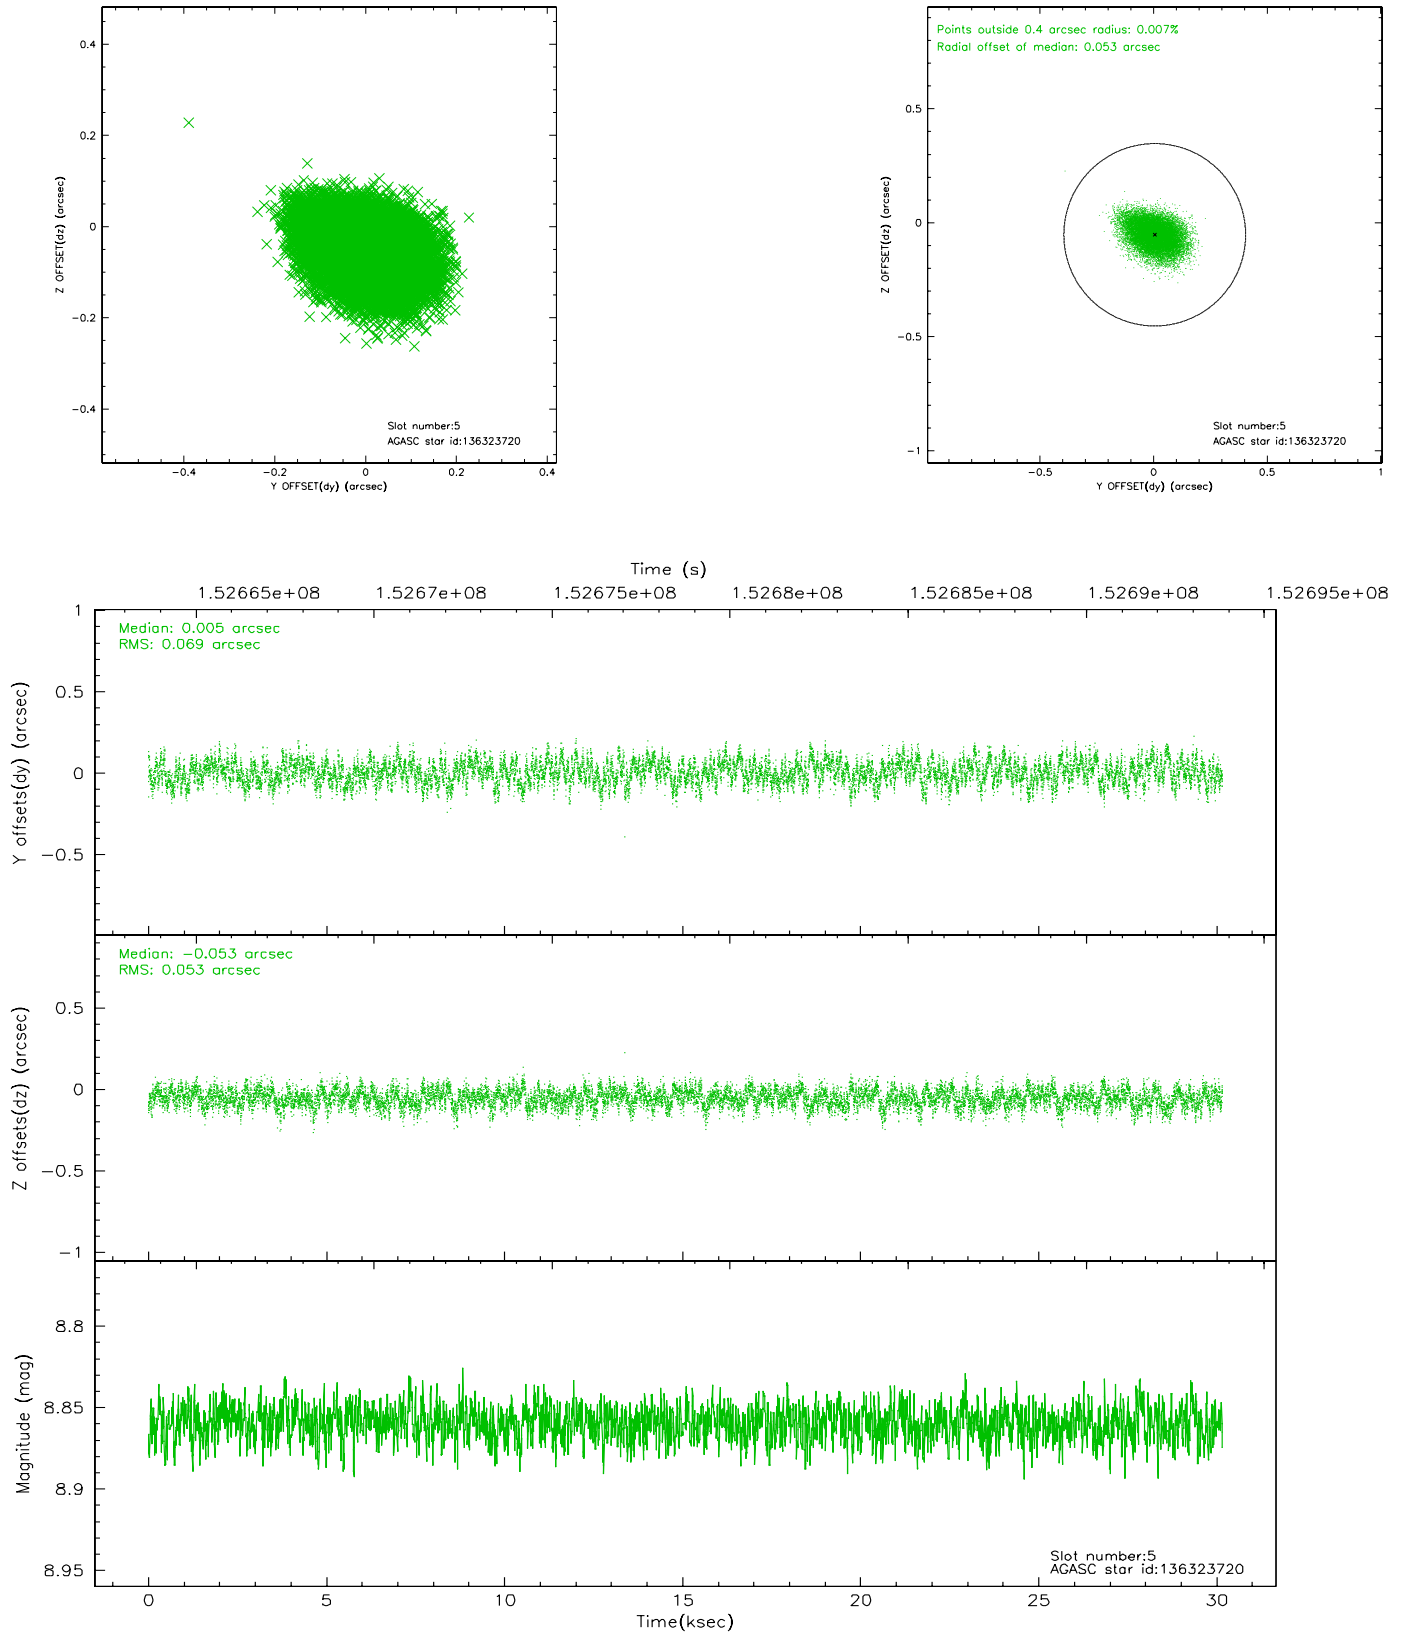 0.4
0.2
0
−0.2
−0.4
Z OFFSET(dz) (arcsec)
−0.4
−0.2
0
0.2
0.4
Y OFFSET(dy) (arcsec)
Slot number:5
AGASC star id:136323720
Points outside 0.4 arcsec radius: 0.007%
Radial offset of median: 0.053 arcsec
0.5
0
−0.5
−1
Z OFFSET(dz) (arcsec)
−0.5
0
0.5
1
Y OFFSET(dy) (arcsec)
Slot number:5
AGASC star id:136323720
Time (s)
1.52665e+08
1.5267e+08
1.52675e+08
1.5268e+08
1.52685e+08
1.5269e+08
1.52695e+08
Median: 0.005 arcsec
RMS: 0.069 arcsec
1
0.5
0
−0.5
Y offsets(dy) (arcsec)
Median: −0.053 arcsec
RMS: 0.053 arcsec
0.5
0
−0.5
−1
Z offsets(dz) (arcsec)
8.8
8.85
8.9
8.95
Magnitude (mag)
Slot number:5
AGASC star id:136323720
0
5
10
15
20
25
30
Time(ksec)